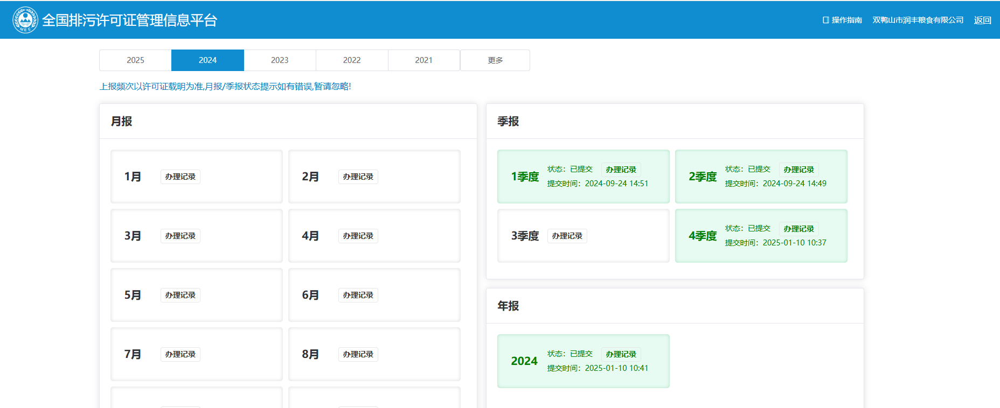 全国排污许可证管理信息平台
操作指南 双鸭山市润丰粮食有限公司 返回
2025 2024 2023 2022 2021 更多
上报频次以许可证载明为准,月报/季报状态提示如有错误,暂请忽略!
月报
1月 办理记录
2月 办理记录
3月 办理记录
4月 办理记录
5月 办理记录
6月 办理记录
7月 办理记录
8月 办理记录
季报
1季度 状态：已提交 办理记录
提交时间：2024-09-24 14:51
2季度 状态：已提交 办理记录
提交时间：2024-09-24 14:49
3季度 办理记录
4季度 状态：已提交 办理记录
提交时间：2025-01-10 10:37
年报
2024 状态：已提交 办理记录
提交时间：2025-01-10 10:41
MEE